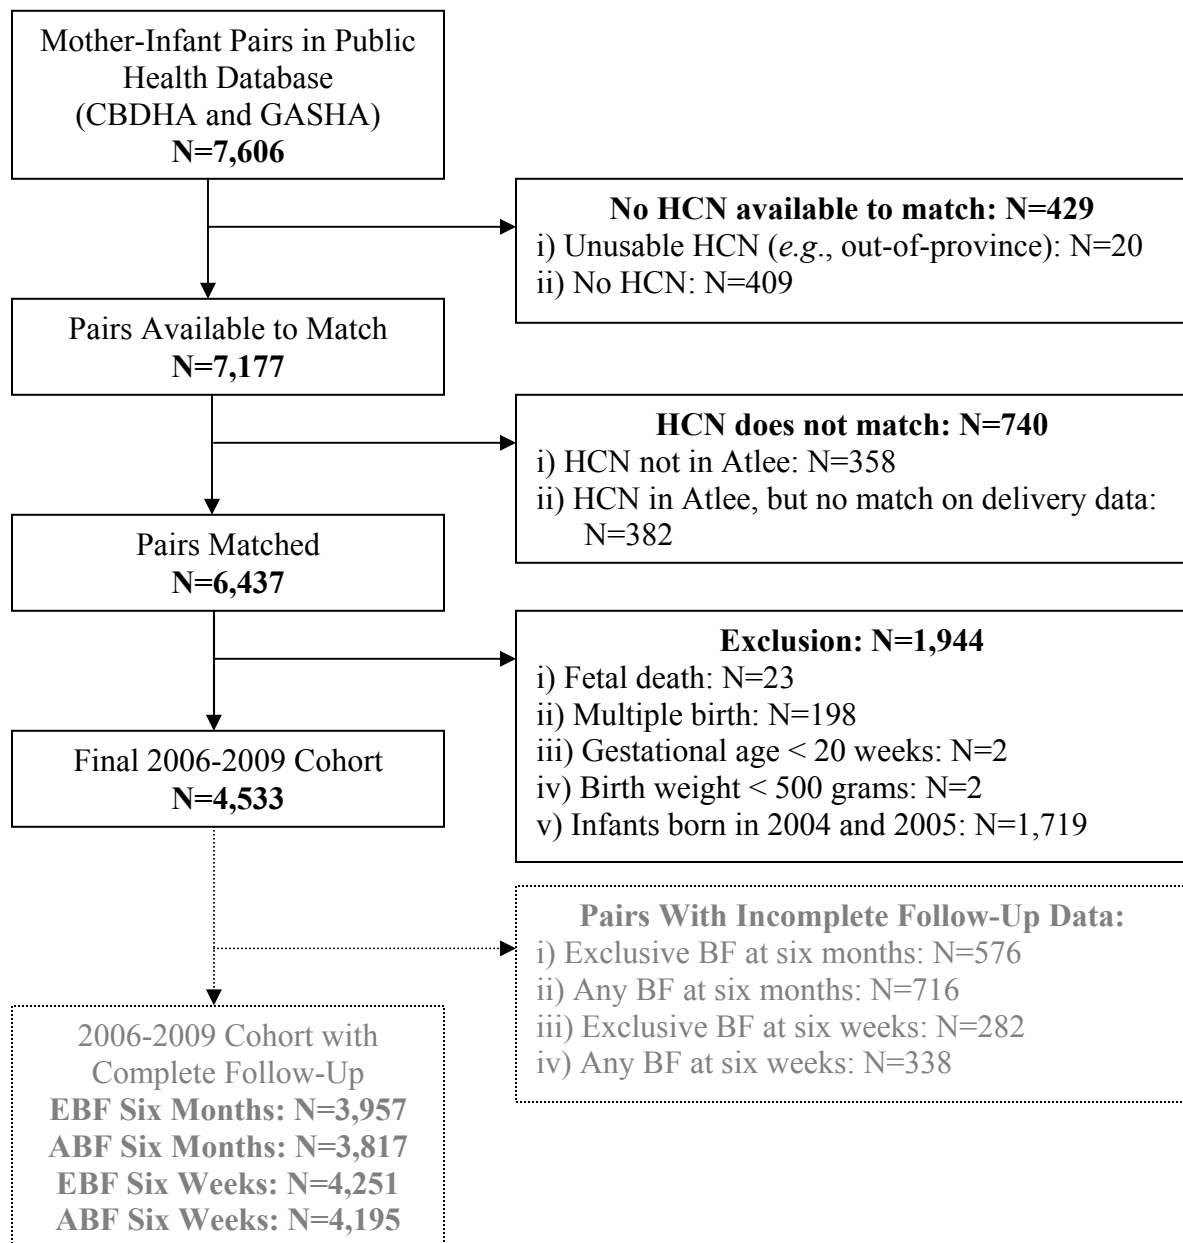 Mother-Infant Pairs in Public
Health Database
(CBDHA and GASHA)
N=7,606
No HCN available to match: N=429
i) Unusable HCN (e.g., out-of-province): N=20
ii) No HCN: N=409
Pairs Available to Match
N=7,177
HCN does not match: N=740
i) HCN not in Atlee: N=358
ii) HCN in Atlee, but no match on delivery data:
N=382
Pairs Matched
N=6,437
Exclusion: N=1,944
i) Fetal death: N=23
ii) Multiple birth: N=198
iii) Gestational age < 20 weeks: N=2
iv) Birth weight < 500 grams: N=2
v) Infants born in 2004 and 2005: N=1,719
Final 2006-2009 Cohort
N=4,533
Pairs With Incomplete Follow-Up Data:
i) Exclusive BF at six months: N=576
ii) Any BF at six months: N=716
iii) Exclusive BF at six weeks: N=282
iv) Any BF at six weeks: N=338
2006-2009 Cohort with
Complete Follow-Up
EBF Six Months: N=3,957
ABF Six Months: N=3,817
EBF Six Weeks: N=4,251
ABF Six Weeks: N=4,195